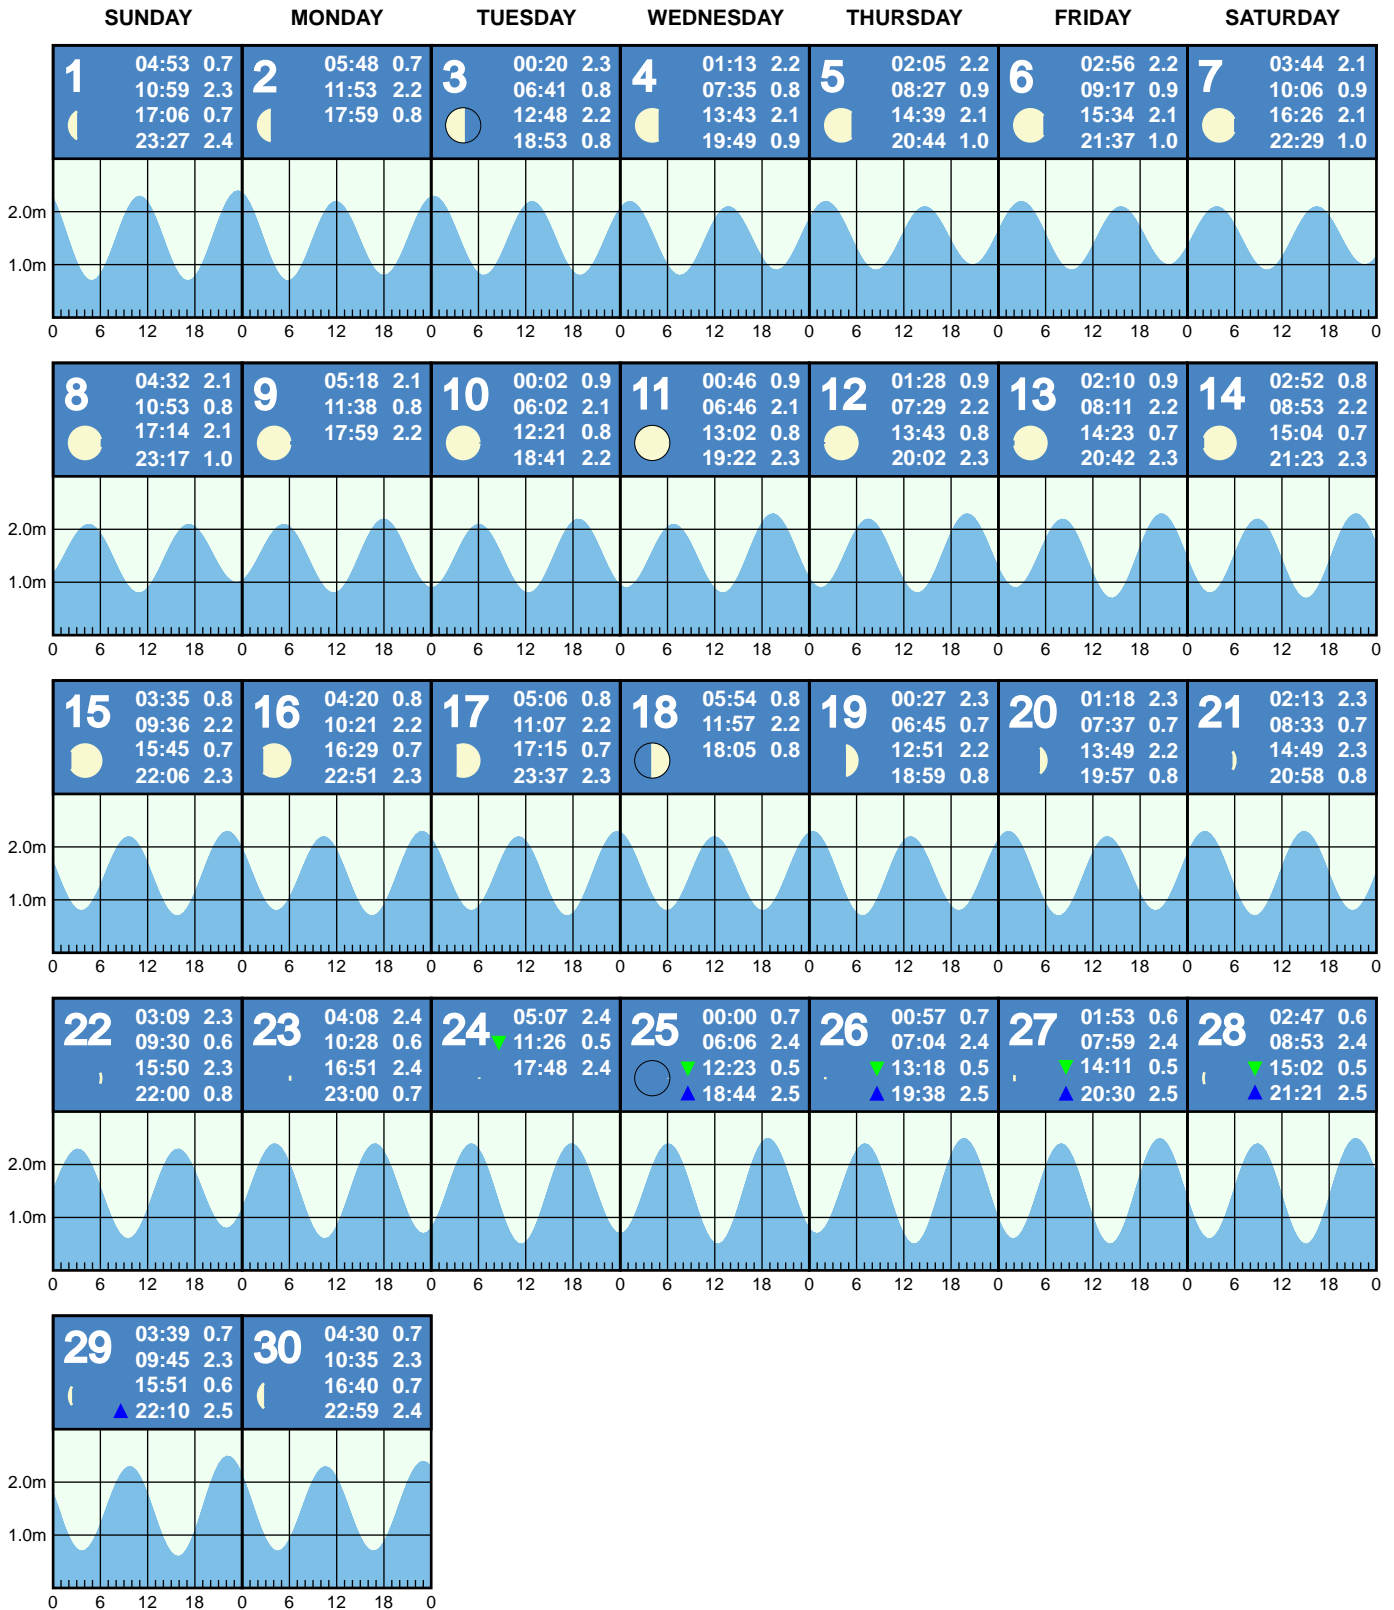 SUNDAY MONDAY TUESDAY WEDNESDAY THURSDAY FRIDAY SATURDAY
1 04:53 0.7
10:59 2.3
17:06 0.7
23:27 2.4
2 05:48 0.7
11:53 2.2
17:59 0.8
3 00:20 2.3
06:41 0.8
12:48 2.2
18:53 0.8
4 01:13 2.2
07:35 0.8
13:43 2.1
19:49 0.9
5 02:05 2.2
08:27 0.9
14:39 2.1
20:44 1.0
6 02:56 2.2
09:17 0.9
15:34 2.1
21:37 1.0
7 03:44 2.1
10:06 0.9
16:26 2.1
22:29 1.0
2.0m
1.0m
0 6 12 18 0 6 12 18 0 6 12 18 0 6 12 18 0 6 12 18 0 6 12 18 0 6 12 18 0
8 04:32 2.1
10:53 0.8
17:14 2.1
23:17 1.0
9 05:18 2.1
11:38 0.8
17:59 2.2
10 00:02 0.9
06:02 2.1
12:21 0.8
18:41 2.2
11 00:46 0.9
06:46 2.1
13:02 0.8
19:22 2.3
12 01:28 0.9
07:29 2.2
13:43 0.8
20:02 2.3
13 02:10 0.9
08:11 2.2
14:23 0.7
20:42 2.3
14 02:52 0.8
08:53 2.2
15:04 0.7
21:23 2.3
2.0m
1.0m
0 6 12 18 0 6 12 18 0 6 12 18 0 6 12 18 0 6 12 18 0 6 12 18 0 6 12 18 0
15 03:35 0.8
09:36 2.2
15:45 0.7
22:06 2.3
16 04:20 0.8
10:21 2.2
16:29 0.7
22:51 2.3
17 05:06 0.8
11:07 2.2
17:15 0.7
23:37 2.3
18 05:54 0.8
11:57 2.2
18:05 0.8
19 00:27 2.3
06:45 0.7
12:51 2.2
18:59 0.8
20 01:18 2.3
07:37 0.7
13:49 2.2
19:57 0.8
21 02:13 2.3
08:33 0.7
14:49 2.3
20:58 0.8
2.0m
1.0m
0 6 12 18 0 6 12 18 0 6 12 18 0 6 12 18 0 6 12 18 0 6 12 18 0 6 12 18 0
22 03:09 2.3
09:30 0.6
15:50 2.3
22:00 0.8
23 04:08 2.4
10:28 0.6
16:51 2.4
23:00 0.7
24 05:07 2.4
11:26 0.5
17:48 2.4
25 00:00 0.7
06:06 2.4
12:23 0.5
18:44 2.5
26 00:57 0.7
07:04 2.4
13:18 0.5
19:38 2.5
27 01:53 0.6
07:59 2.4
14:11 0.5
20:30 2.5
28 02:47 0.6
08:53 2.4
15:02 0.5
21:21 2.5
2.0m
1.0m
0 6 12 18 0 6 12 18 0 6 12 18 0 6 12 18 0 6 12 18 0 6 12 18 0 6 12 18 0
29 03:39 0.7
09:45 2.3
15:51 0.6
22:10 2.5
30 04:30 0.7
10:35 2.3
16:40 0.7
22:59 2.4
2.0m
1.0m
0 6 12 18 0 6 12 18 0